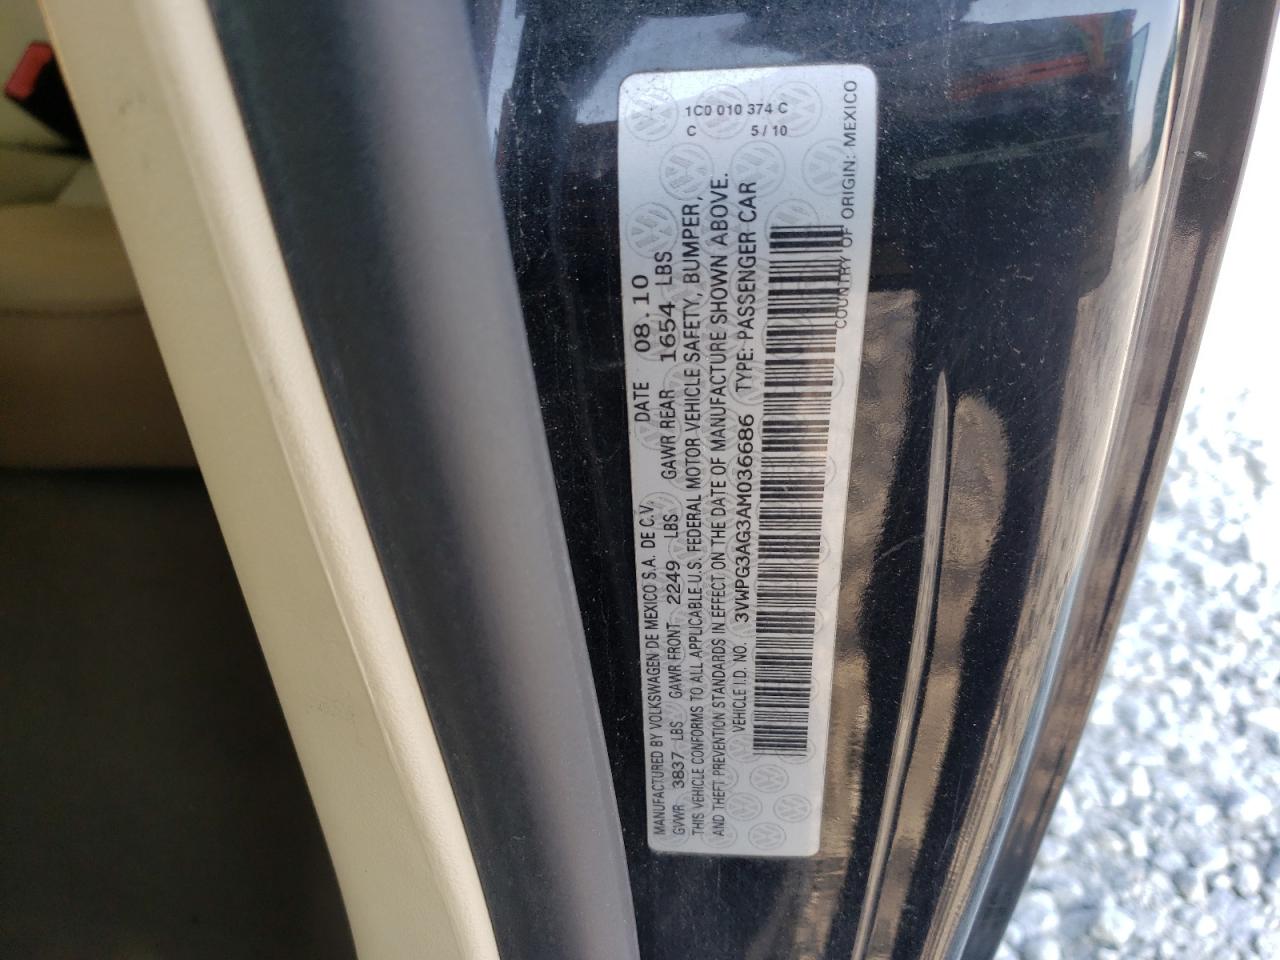 1C0 010 374 C
C 5/10
MANUFACTURED BY VOLKSWAGEN DE MEXICO S.A. DE C.V. DATE 08.10
GVWR 3837 LBS GAWR FRONT 2249 LBS GAWR REAR 1654 LBS
THIS VEHICLE CONFORMS TO ALL APPLICABLE U.S. FEDERAL MOTOR VEHICLE SAFETY, BUMPER,
AND THEFT PREVENTION STANDARDS IN EFFECT ON THE DATE OF MANUFACTURE SHOWN ABOVE.
VEHICLE I.D. NO. 3VWPG3AG3AM036686 TYPE: PASSENGER CAR
COUNTRY OF ORIGIN: MEXICO